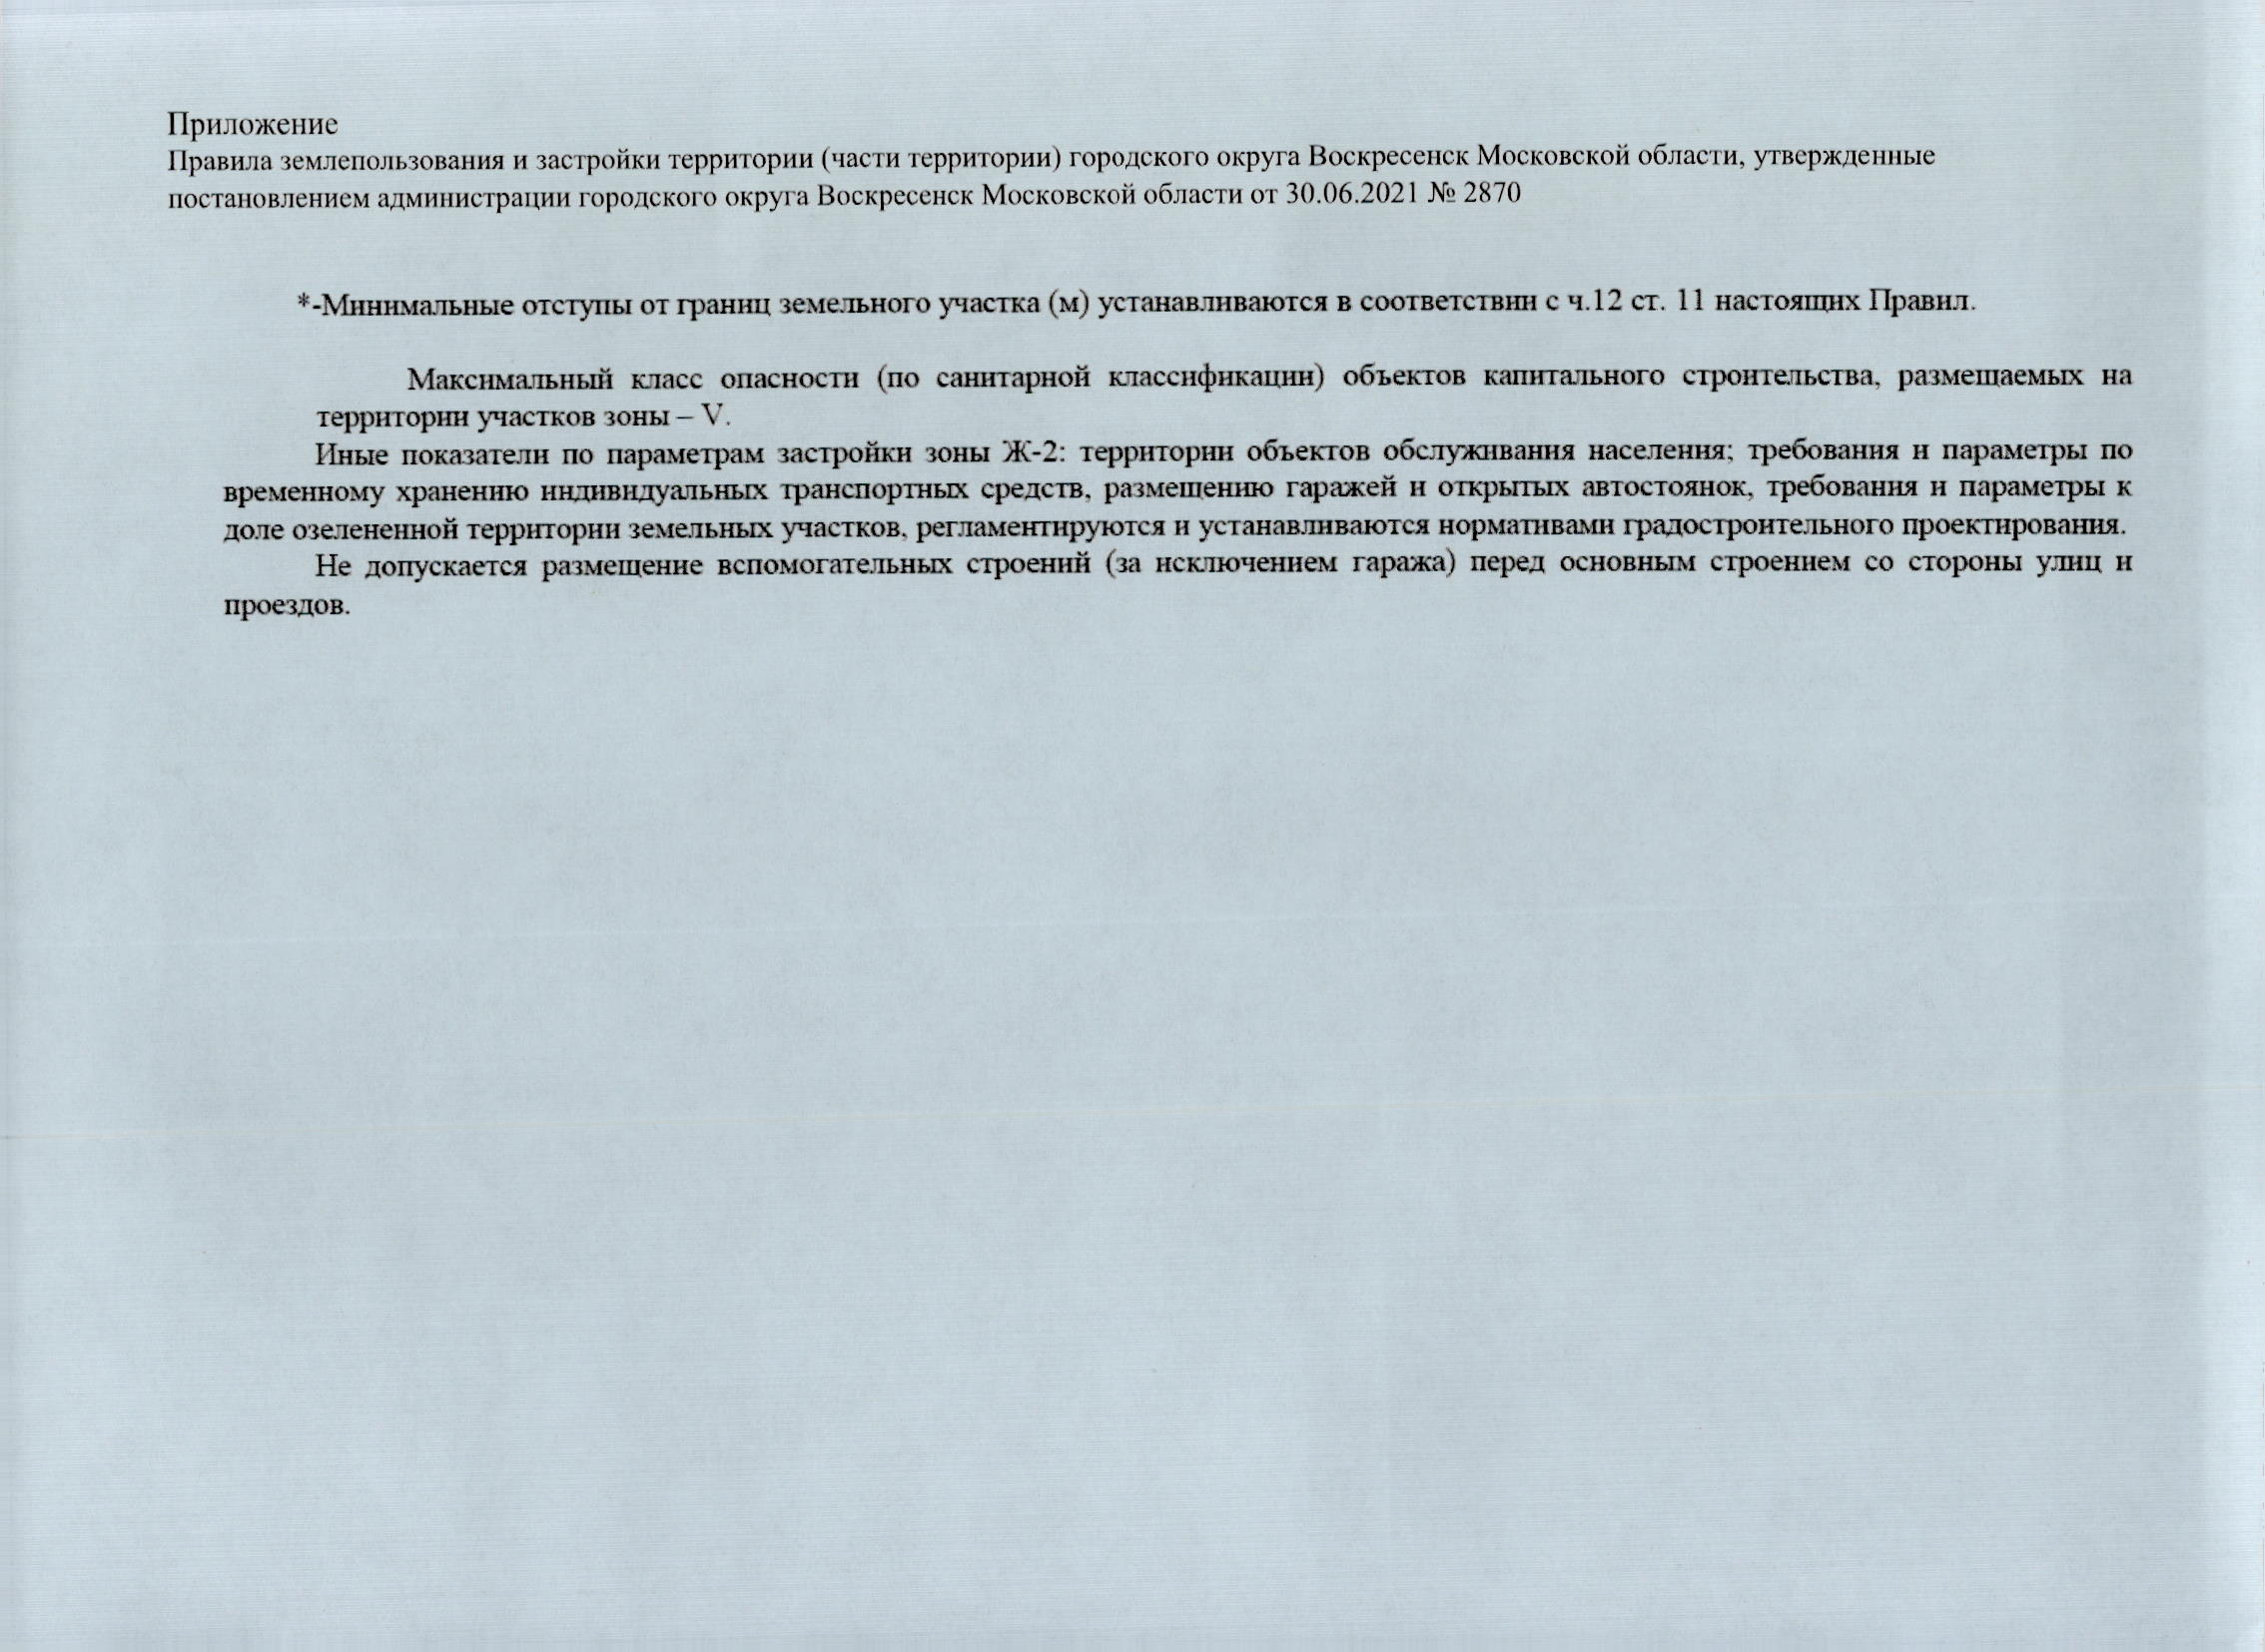 Приложение
Правила землепользования и застройки территории (части территории) городского округа Воскресенск Московской области, утвержденные
постановлением администрации городского округа Воскресенск Московской области от 30.06.2021 № 2870
*-Минимальные отступы от границ земельного участка (м) устанавливаются в соответствии с ч.12 ст. 11 настоящих Правил.
Максимальный класс опасности (по санитарной классификации) объектов капитального строительства, размещаемых на
территории участков зоны – V.
Иные показатели по параметрам застройки зоны Ж-2: территории объектов обслуживания населения; требования и параметры по
временному хранению индивидуальных транспортных средств, размещению гаражей и открытых автостоянок, требования и параметры к
доле озелененной территории земельных участков, регламентируются и устанавливаются нормативами градостроительного проектирования.
Не допускается размещение вспомогательных строений (за исключением гаража) перед основным строением со стороны улиц и
проездов.